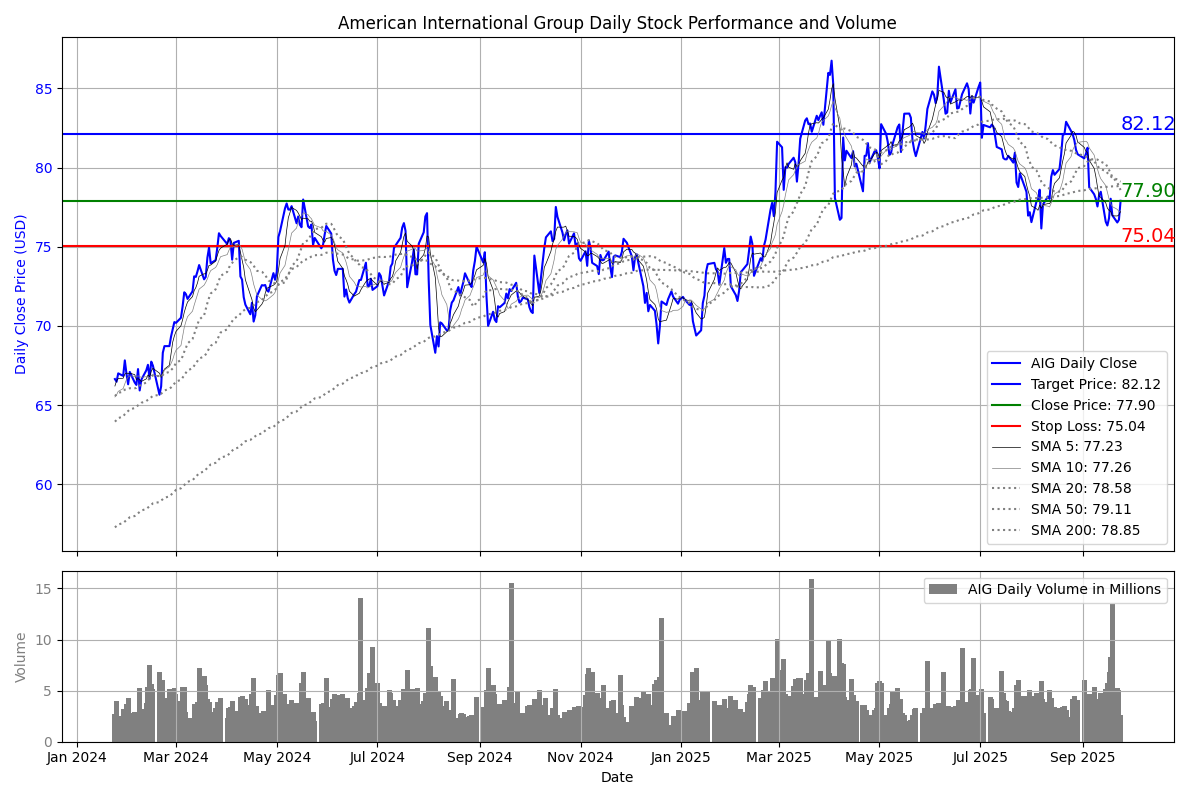 American International Group Daily Stock Performance and Volume
Daily Close Price (USD)
85
80
75
70
65
60
82.12
77.90
75.04
AIG Daily Close
Target Price: 82.12
Close Price: 77.90
Stop Loss: 75.04
SMA 5: 77.23
SMA 10: 77.26
SMA 20: 78.58
SMA 50: 79.11
SMA 200: 78.85
Volume
15
10
5
0
AIG Daily Volume in Millions
Jan 2024 Mar 2024 May 2024 Jul 2024 Sep 2024 Nov 2024 Jan 2025 Mar 2025 May 2025 Jul 2025 Sep 2025
Date